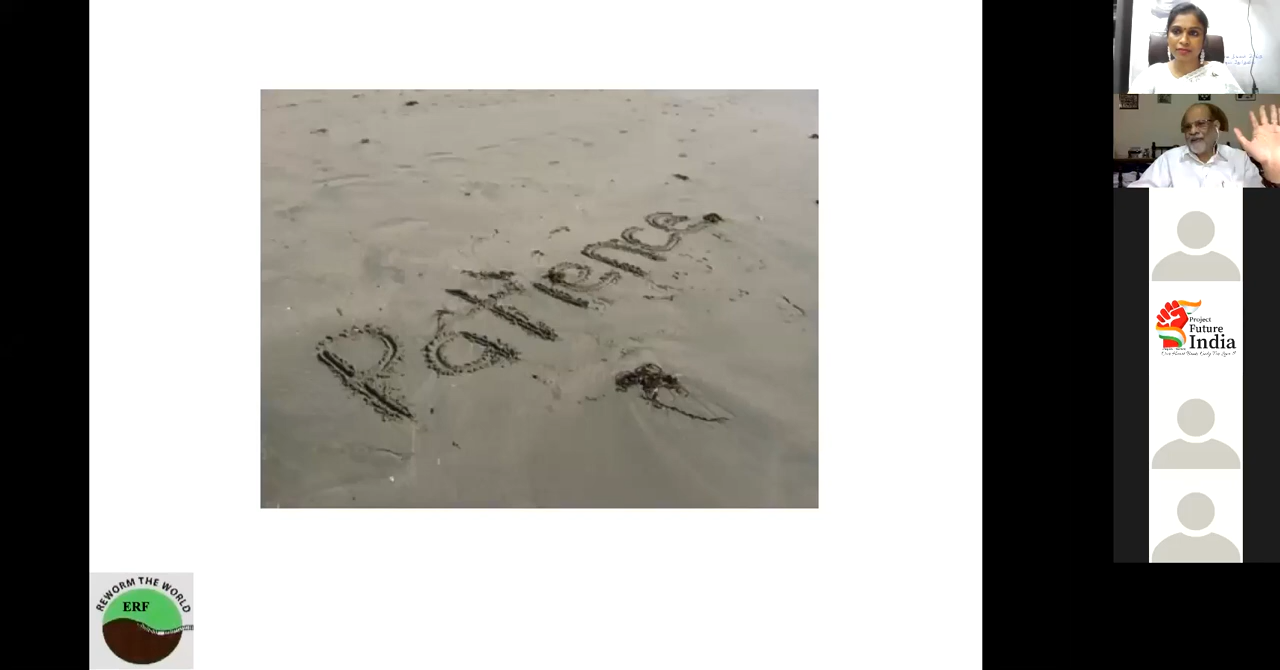 Patience
REWORM THE WORLD
ERF
Project
Future
India